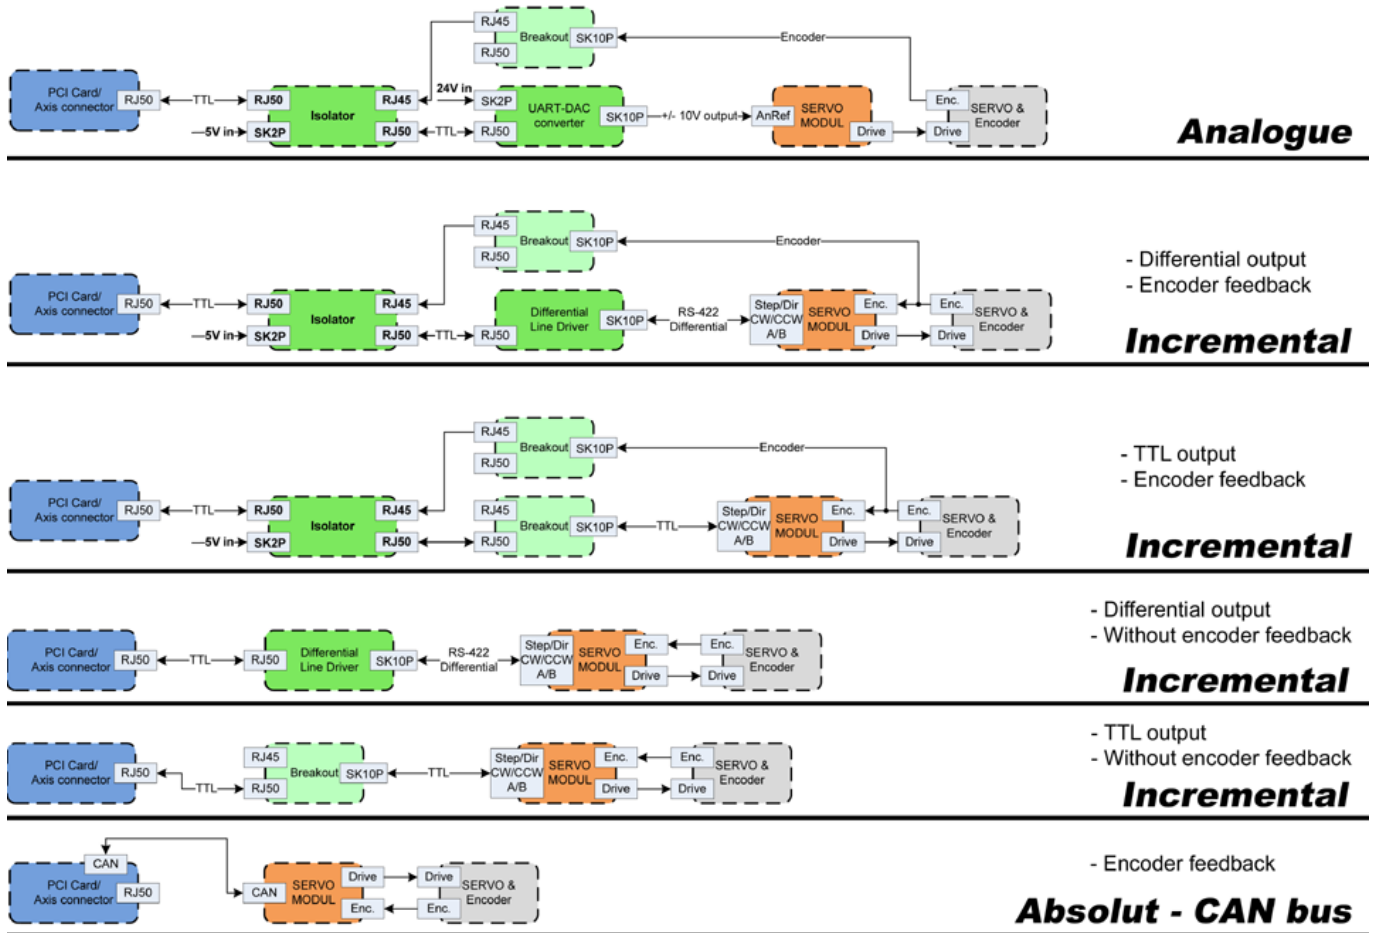 RJ45
Breakout
SK10P
RJ50
Encoder
PCI Card/
Axis connector
RJ50
TTL
RJ50
Isolator
RJ45
5V in
SK2P
RJ50
TTL
24V in
SK2P
UART-DAC
converter
RJ50
SK10P
+/- 10V output
AnRef
SERVO
MODUL
Drive
Enc.
SERVO &
Encoder
Drive
Analogue
RJ45
Breakout
SK10P
RJ50
Encoder
PCI Card/
Axis connector
RJ50
TTL
RJ50
Isolator
RJ45
5V in
SK2P
RJ50
TTL
RJ50
Differential
Line Driver
SK10P
RS-422
Differential
Step/Dir
CW/CCW
A/B
SERVO
MODUL
Enc.
Drive
Enc.
SERVO &
Encoder
Drive
- Differential output
- Encoder feedback
Incremental
RJ45
Breakout
SK10P
RJ50
Encoder
PCI Card/
Axis connector
RJ50
TTL
RJ50
Isolator
RJ45
5V in
SK2P
RJ50
RJ45
Breakout
SK10P
RJ50
TTL
Step/Dir
CW/CCW
A/B
SERVO
MODUL
Enc.
Drive
Enc.
SERVO &
Encoder
Drive
- TTL output
- Encoder feedback
Incremental
PCI Card/
Axis connector
RJ50
TTL
RJ50
Differential
Line Driver
SK10P
RS-422
Differential
Step/Dir
CW/CCW
A/B
SERVO
MODUL
Enc.
Drive
Enc.
SERVO &
Encoder
Drive
- Differential output
- Without encoder feedback
Incremental
PCI Card/
Axis connector
RJ50
TTL
RJ45
Breakout
SK10P
RJ50
TTL
Step/Dir
CW/CCW
A/B
SERVO
MODUL
Enc.
Drive
Enc.
SERVO &
Encoder
Drive
- TTL output
- Without encoder feedback
Incremental
CAN
PCI Card/
Axis connector
RJ50
CAN
SERVO
MODUL
Drive
Enc.
Drive
SERVO &
Encoder
Enc.
- Encoder feedback
Absolut - CAN bus